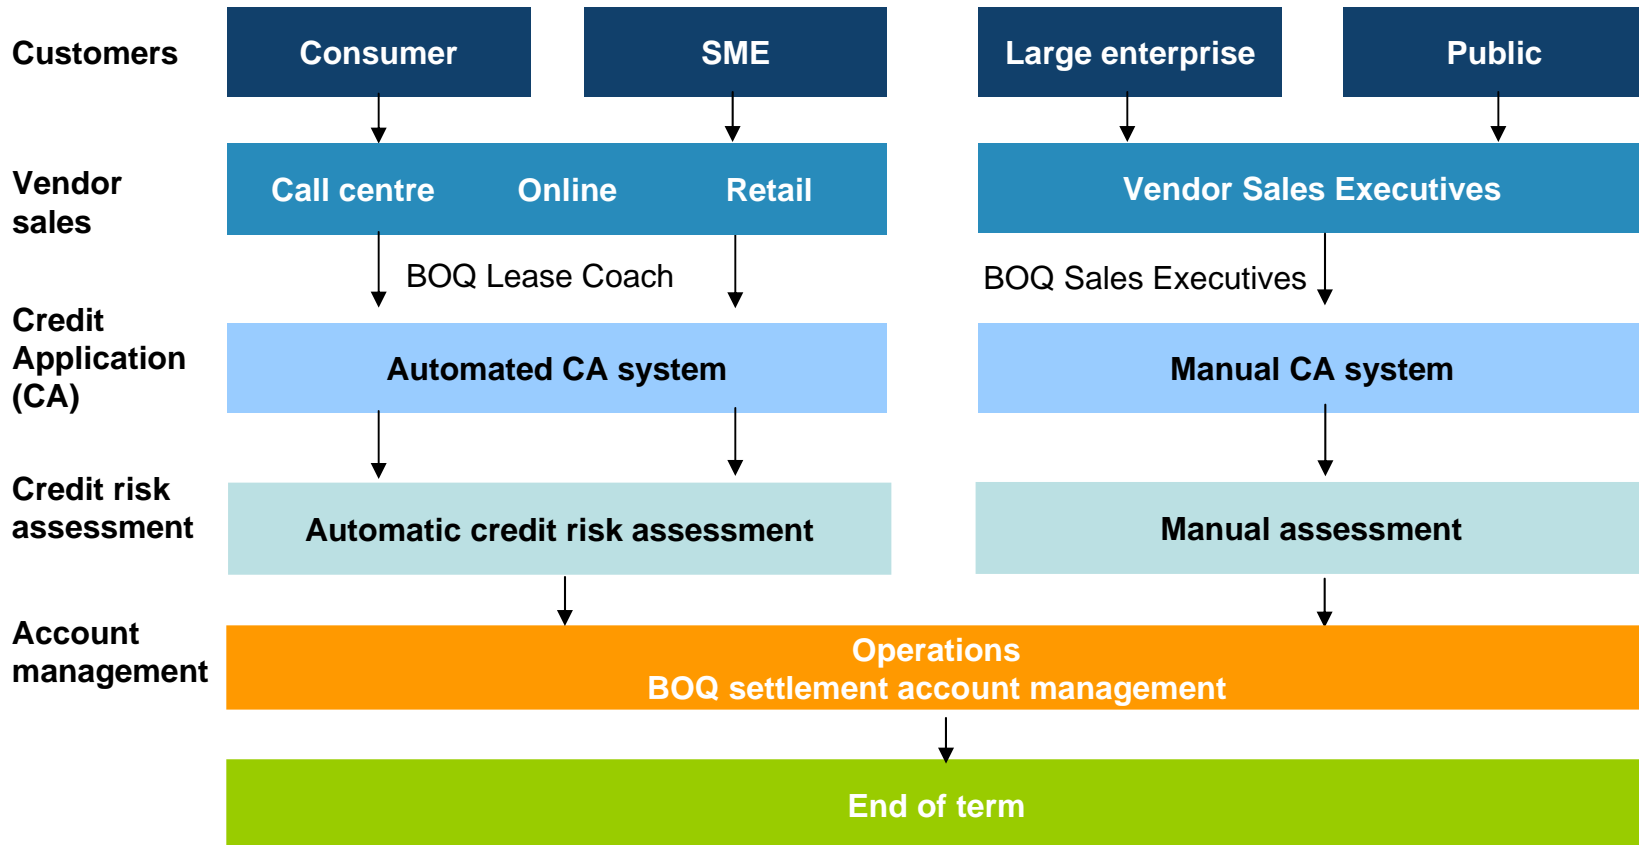 Customers
Consumer
SME
Large enterprise
Public
Vendor
sales
Call centre
Online
Retail
Vendor Sales Executives
BOQ Lease Coach
BOQ Sales Executives
Credit
Application
(CA)
Automated CA system
Manual CA system
Credit risk
assessment
Automatic credit risk assessment
Manual assessment
Account
management
Operations
BOQ settlement account management
End of term